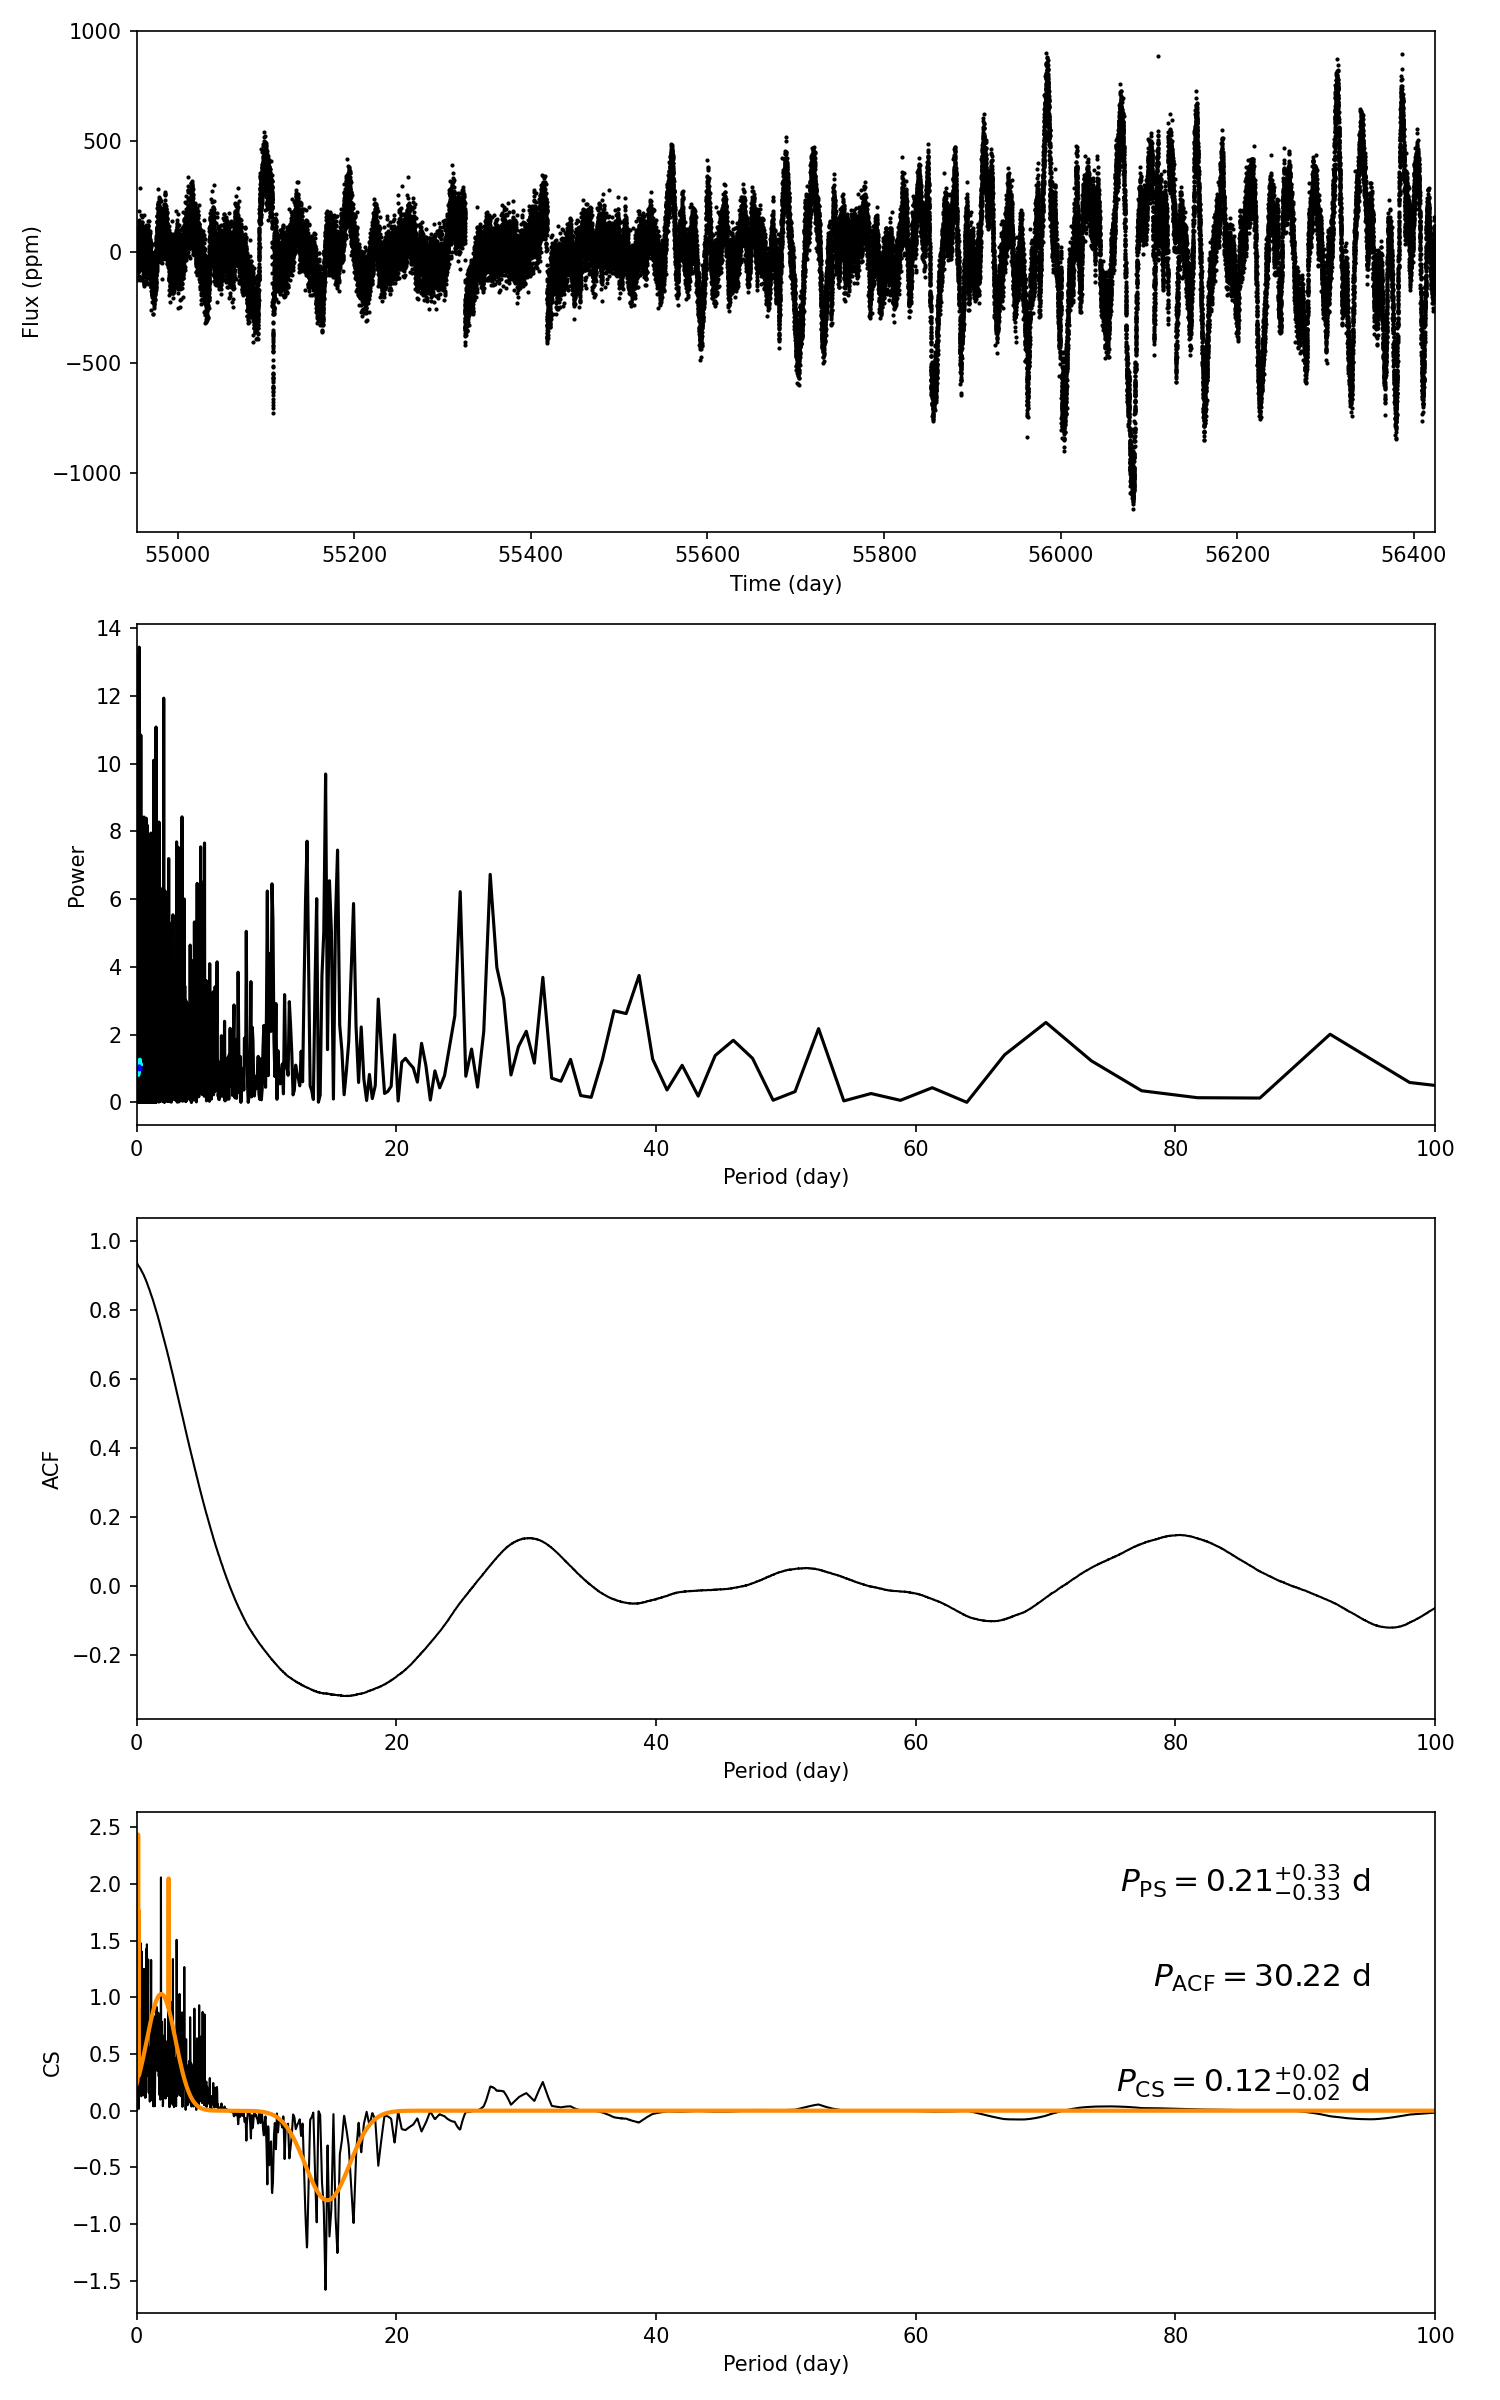 1000
500
0
−500
−1000
Flux (ppm)
55000 55200 55400 55600 55800 56000 56200 56400
Time (day)
14
12
10
8
6
4
2
0
Power
0 20 40 60 80 100
Period (day)
1.0
0.8
0.6
0.4
0.2
0.0
−0.2
ACF
0 20 40 60 80 100
Period (day)
2.5
2.0
1.5
1.0
0.5
0.0
−0.5
−1.0
−1.5
CS
P_PS = 0.21^{+0.33}_{−0.33} d
P_ACF = 30.22 d
P_CS = 0.12^{+0.02}_{−0.02} d
0 20 40 60 80 100
Period (day)